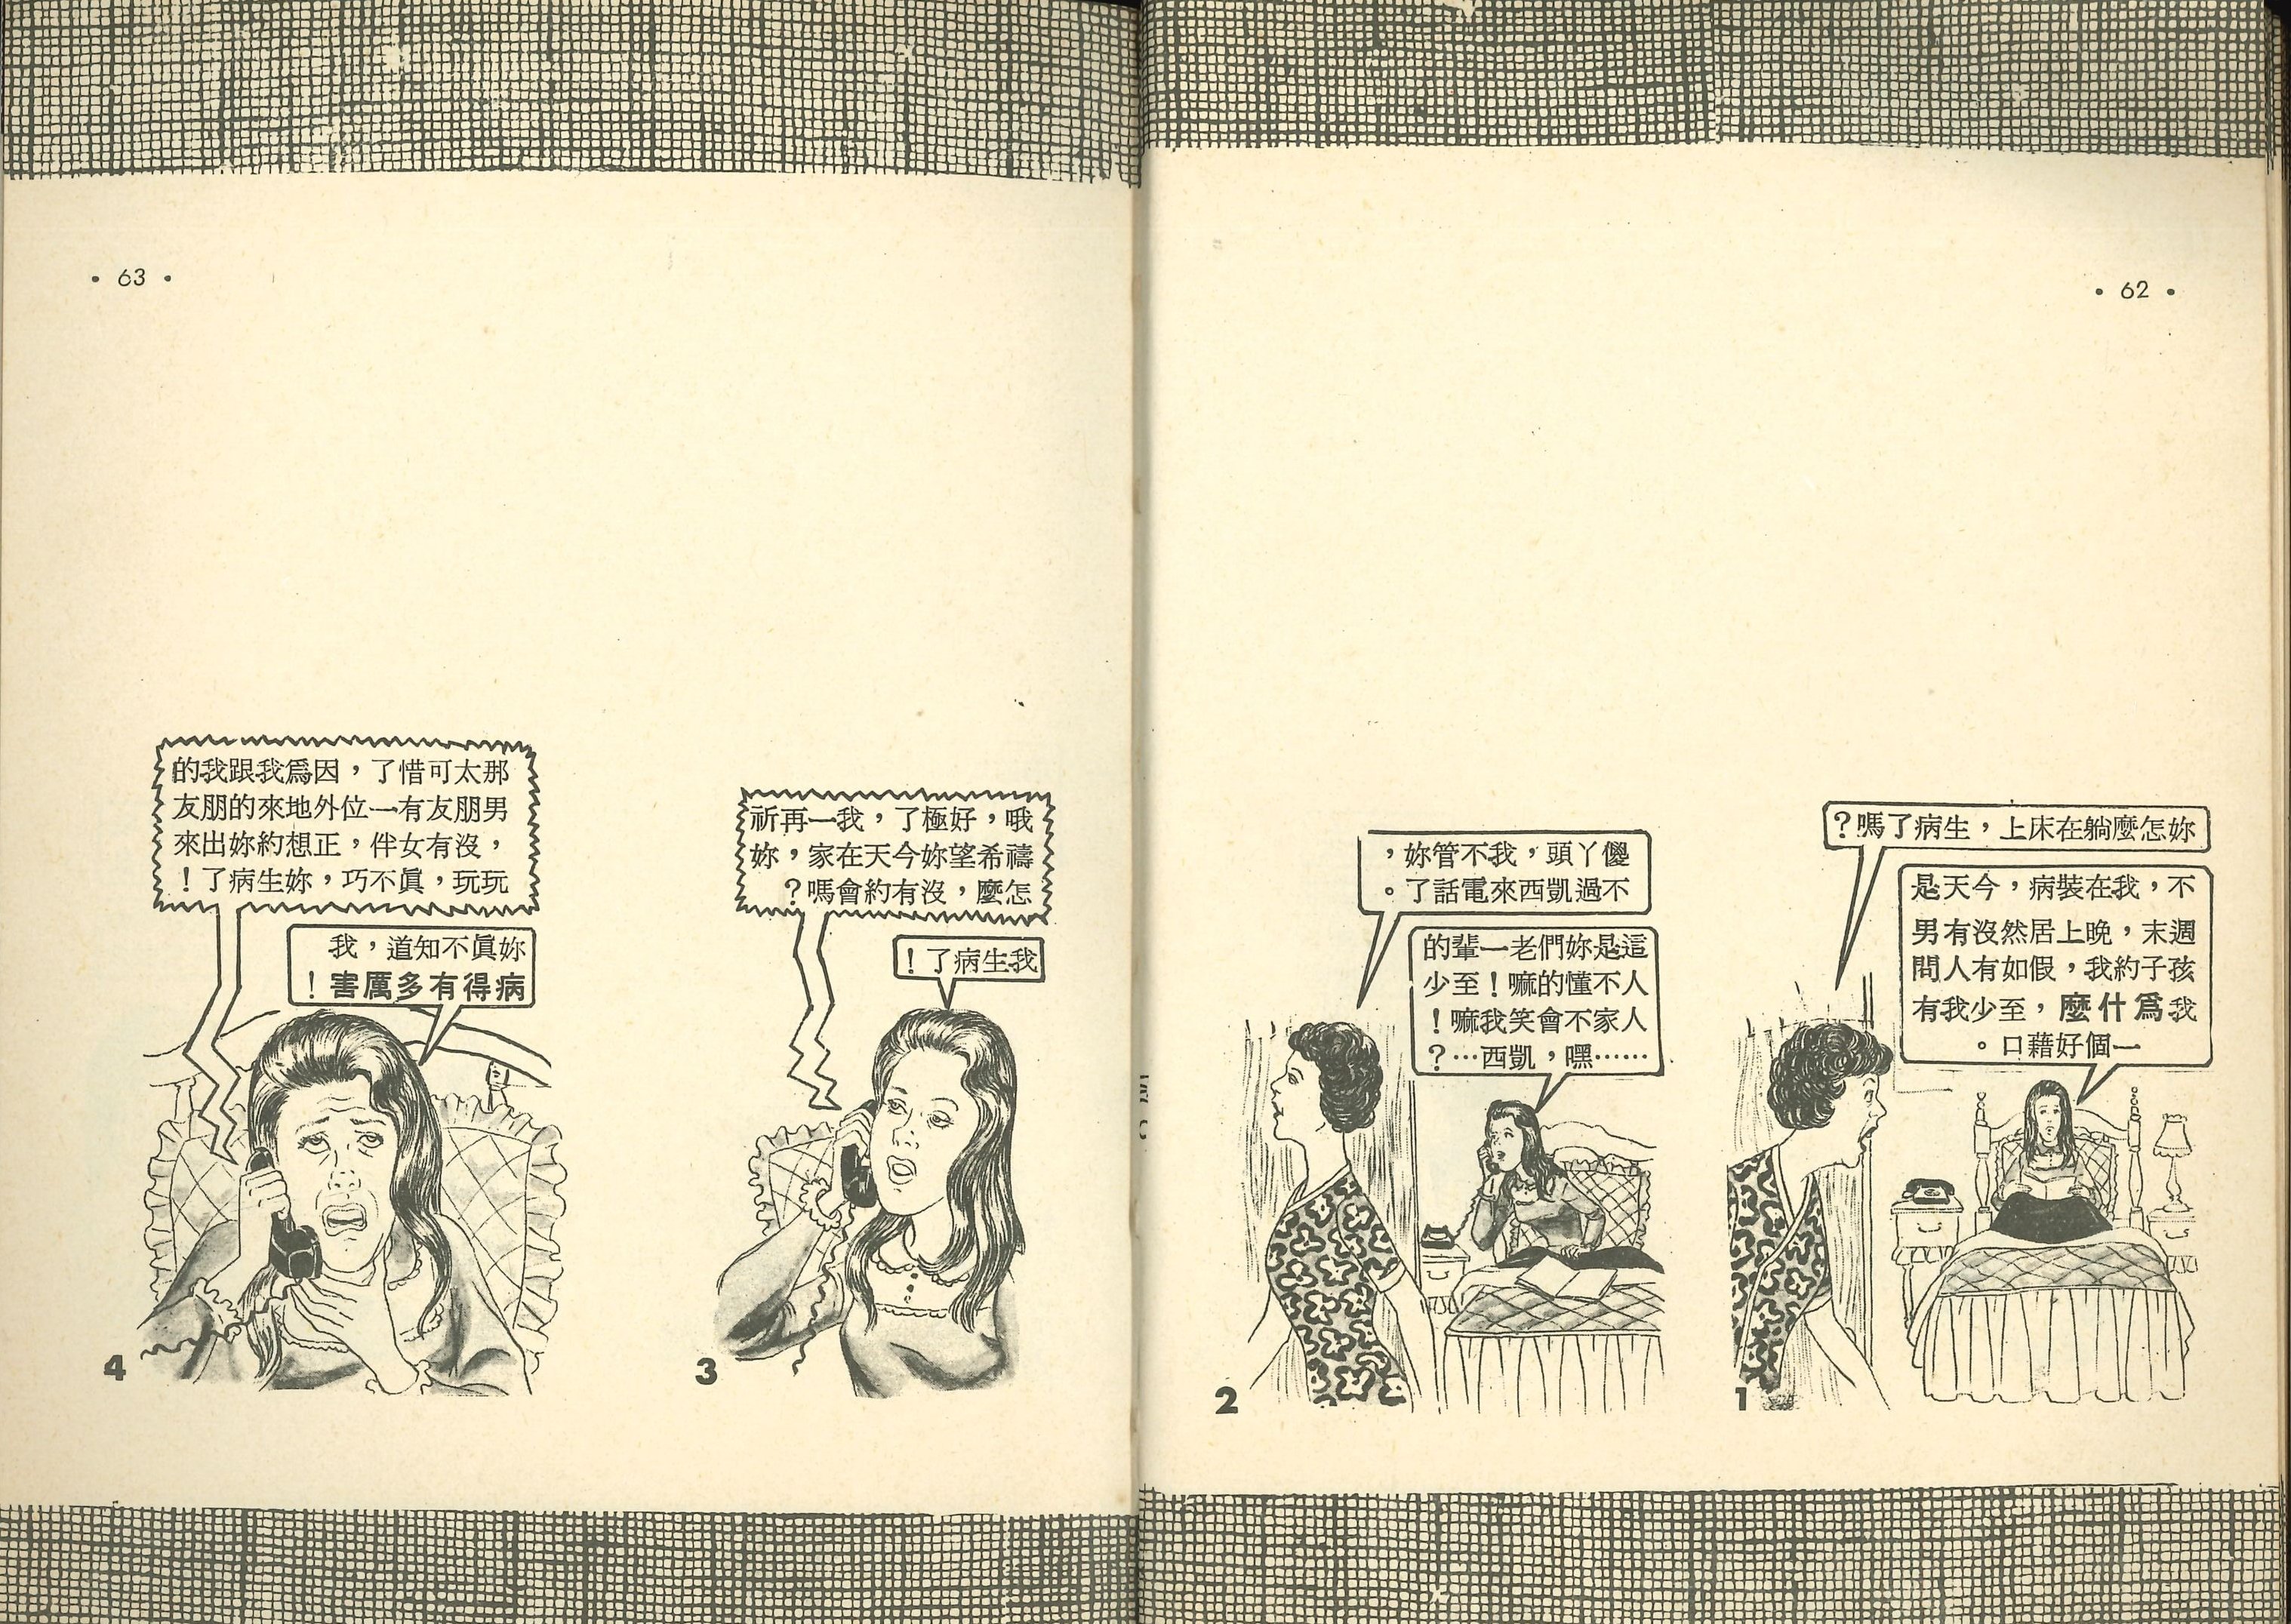 • 62 •
妳怎麼躺在床上，生病了嗎？
不，我在裝病，今天是
週末，晚上居然沒有男
孩子約我，假如有人問
我爲什麼，至少我有
一個好藉口。
1
儍丫頭，我不管妳，
不過凱西來電話了。
這是妳們老一輩的
人不懂的嘛！至少
人家不會笑我嘛！
……嘿，凱西…？
2
• 63 •
哦，好極了，我一再祈
禱希望妳今天在家，妳
怎麼，沒有約會嗎？
我生病了！
3
那太可惜了，因爲我跟我的
男朋友有一位外地來的朋友
，沒有女伴，正想約妳出來
玩玩，眞不巧，妳生病了！
妳眞不知道，我
病得有多厲害！
4